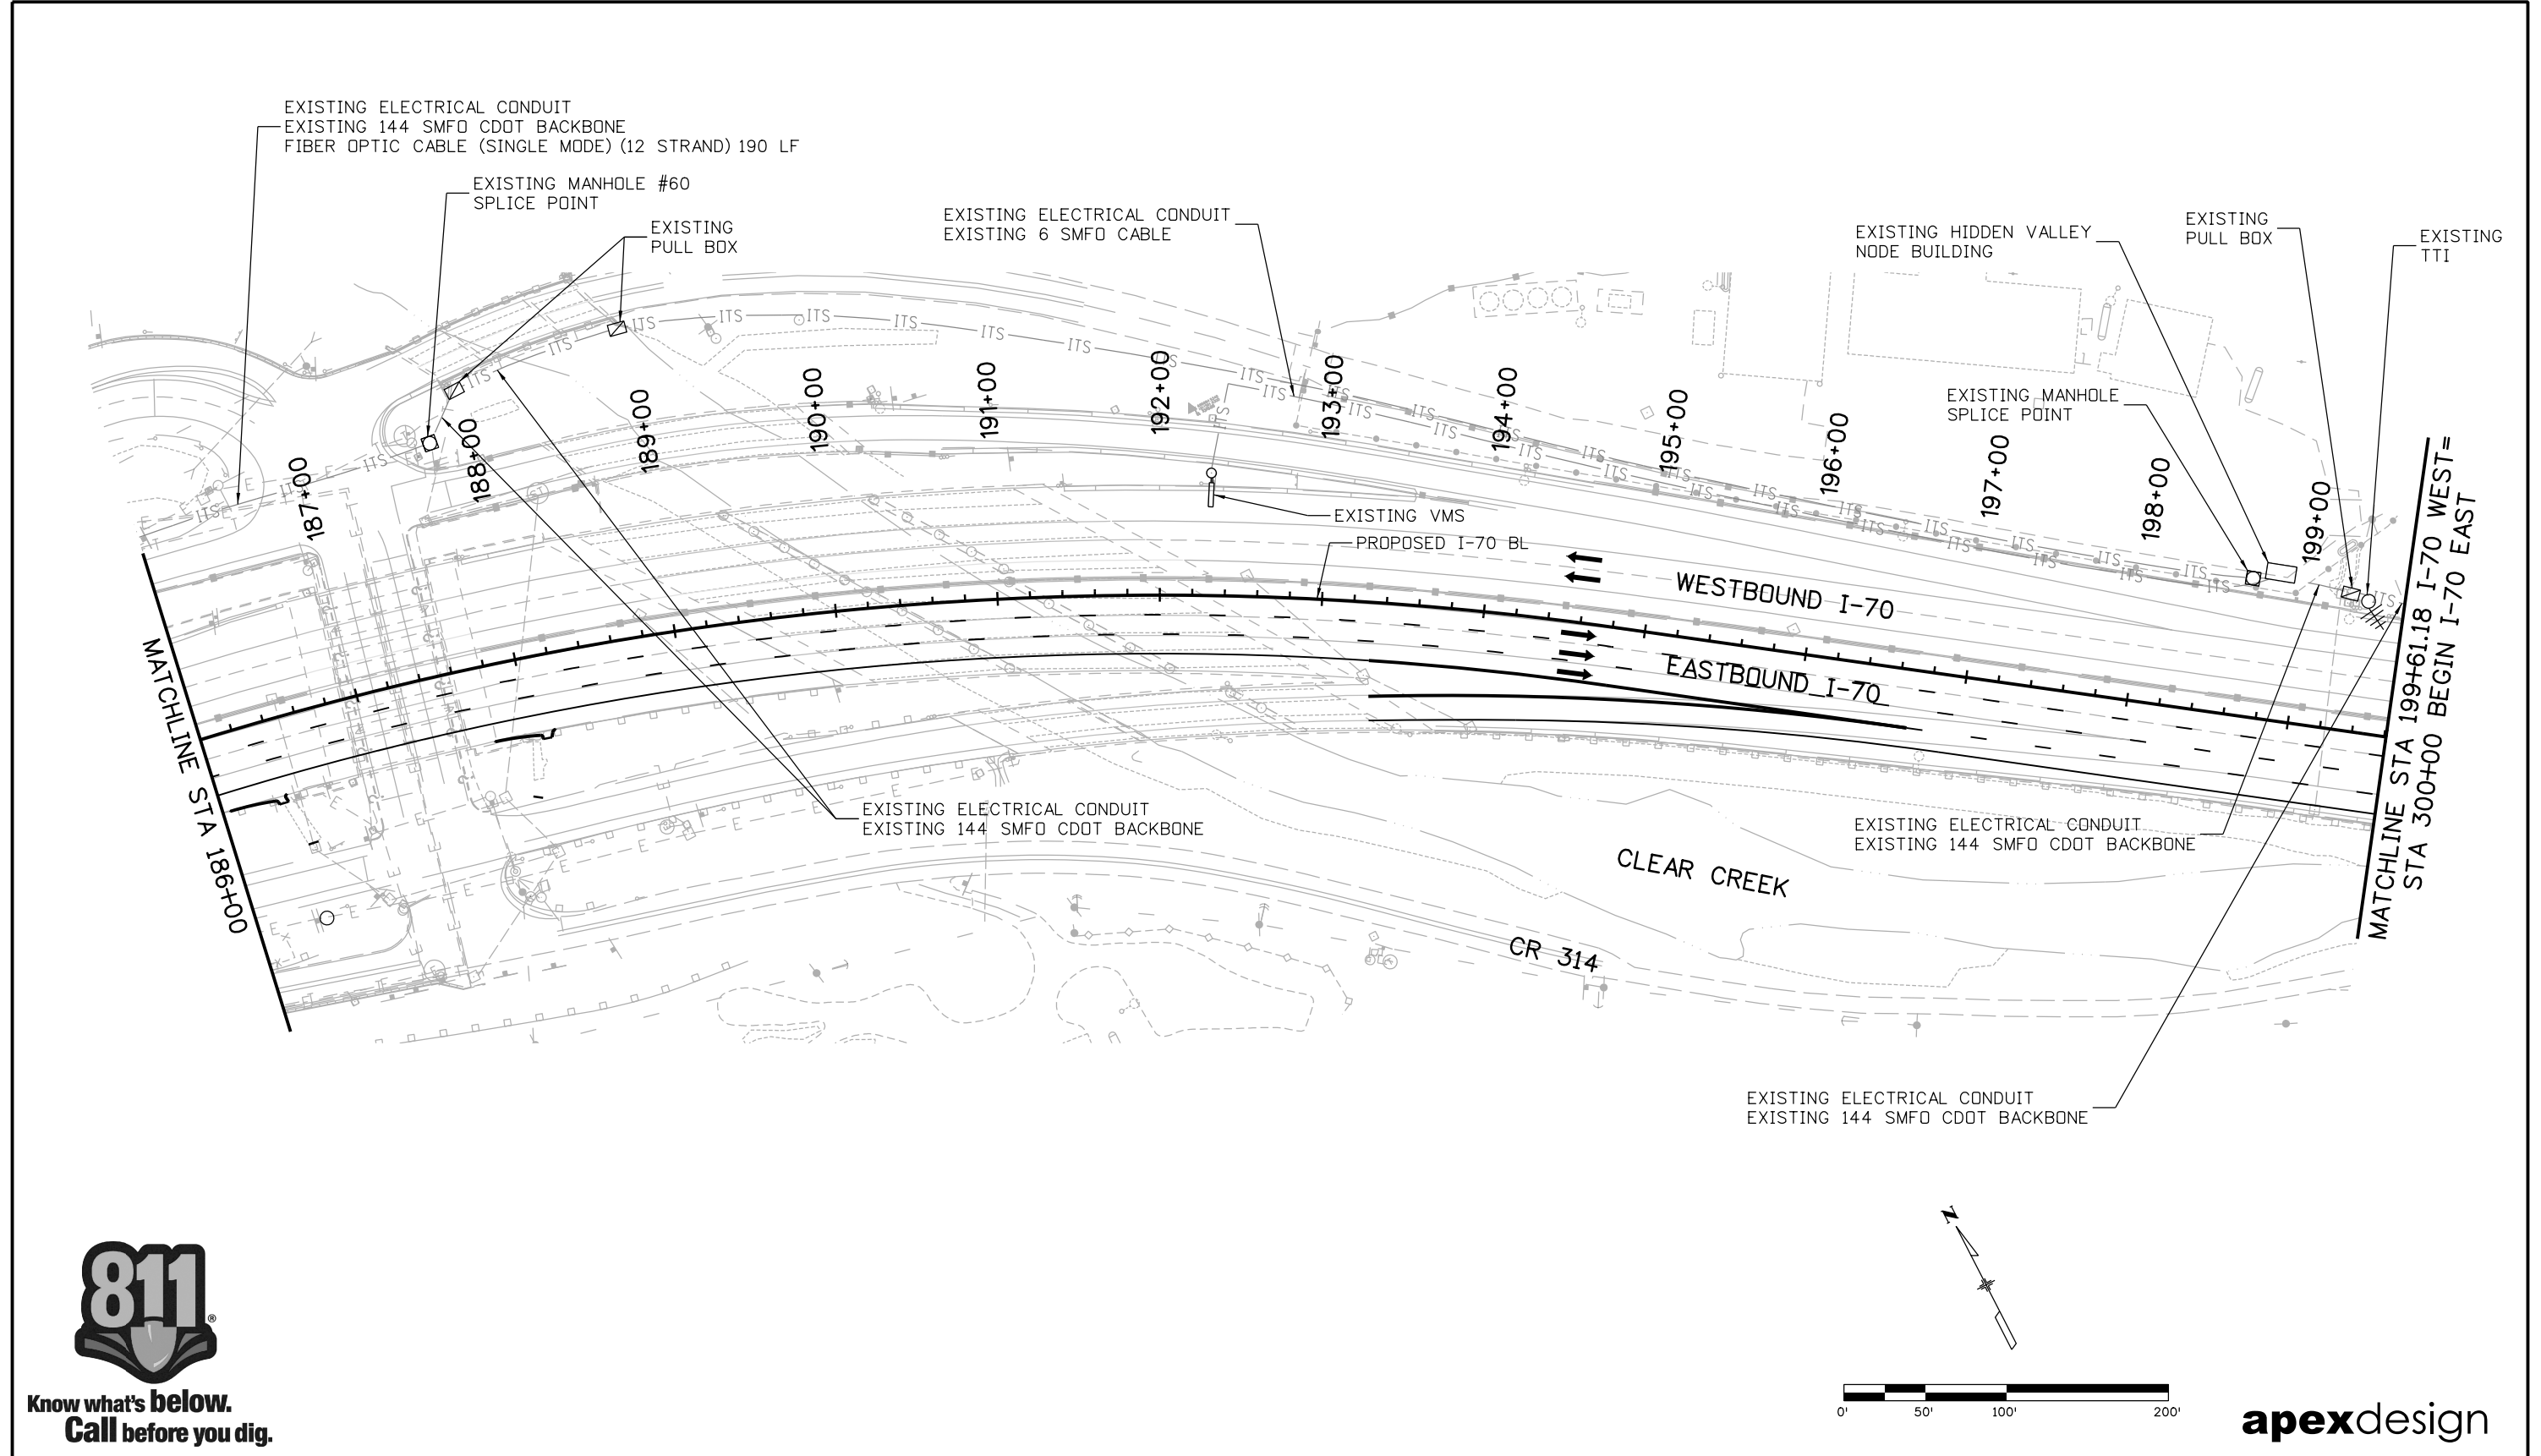 EXISTING ELECTRICAL CONDUIT
EXISTING 144 SMFO CDOT BACKBONE
FIBER OPTIC CABLE (SINGLE MODE) (12 STRAND) 190 LF
EXISTING MANHOLE #60
SPLICE POINT
EXISTING
PULL BOX
EXISTING ELECTRICAL CONDUIT
EXISTING 6 SMFO CABLE
EXISTING HIDDEN VALLEY
NODE BUILDING
EXISTING
PULL BOX
EXISTING
TTI
EXISTING MANHOLE
SPLICE POINT
187+00
188+00
189+00
190+00
191+00
192+00
193+00
194+00
195+00
196+00
197+00
198+00
199+00
EXISTING VMS
PROPOSED I-70 BL
WESTBOUND I-70
EASTBOUND I-70
MATCHLINE STA 186+00
MATCHLINE STA 199+61.18 I-70 WEST=
STA 300+00 BEGIN I-70 EAST
EXISTING ELECTRICAL CONDUIT
EXISTING 144 SMFO CDOT BACKBONE
EXISTING ELECTRICAL CONDUIT
EXISTING 144 SMFO CDOT BACKBONE
CLEAR CREEK
CR 314
EXISTING ELECTRICAL CONDUIT
EXISTING 144 SMFO CDOT BACKBONE
N
811®
Know what's below.
Call before you dig.
0' 50' 100' 200'
apexdesign